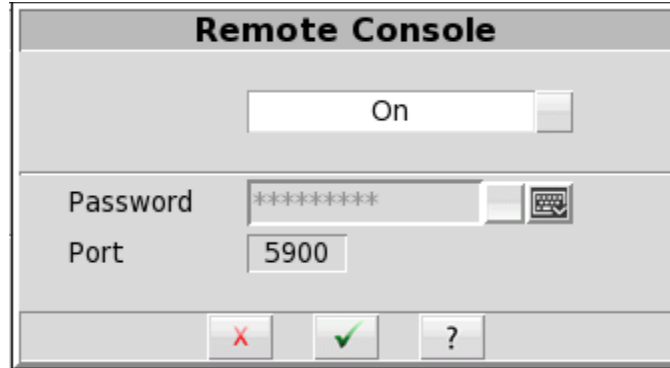 Remote Console
On
Password *********
Port 5900
X ✓ ?